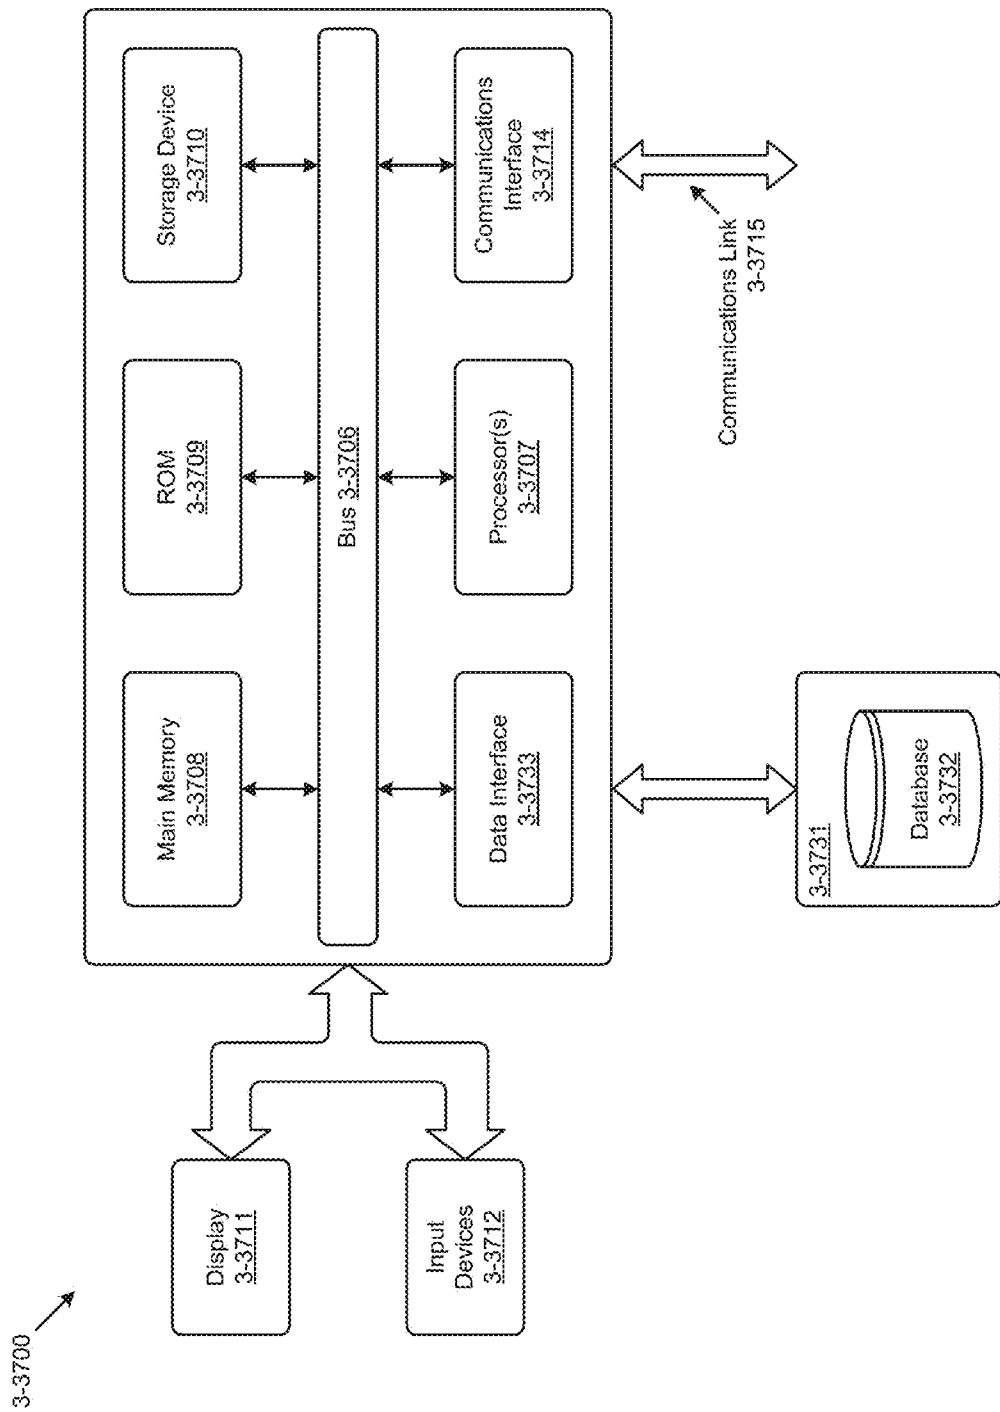 3-3700
Display
3-3711
Input
Devices
3-3712
Main Memory
3-3708
ROM
3-3709
Storage Device
3-3710
Bus 3-3706
Data Interface
3-3733
Processor(s)
3-3707
Communications
Interface
3-3714
Communications Link
3-3715
3-3731
Database
3-3732